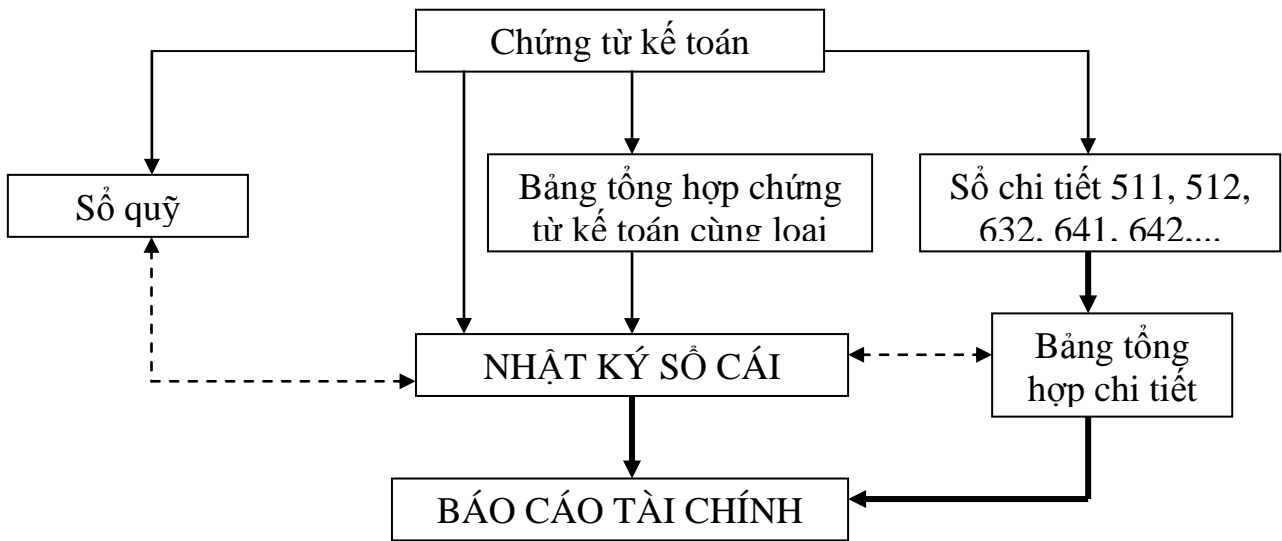 Chứng từ kế toán
Sổ quỹ
Bảng tổng hợp chứng
từ kế toán cùng loại
Sổ chi tiết 511, 512,
632, 641, 642,...
NHẬT KÝ SỔ CÁI
Bảng tổng
hợp chi tiết
BÁO CÁO TÀI CHÍNH